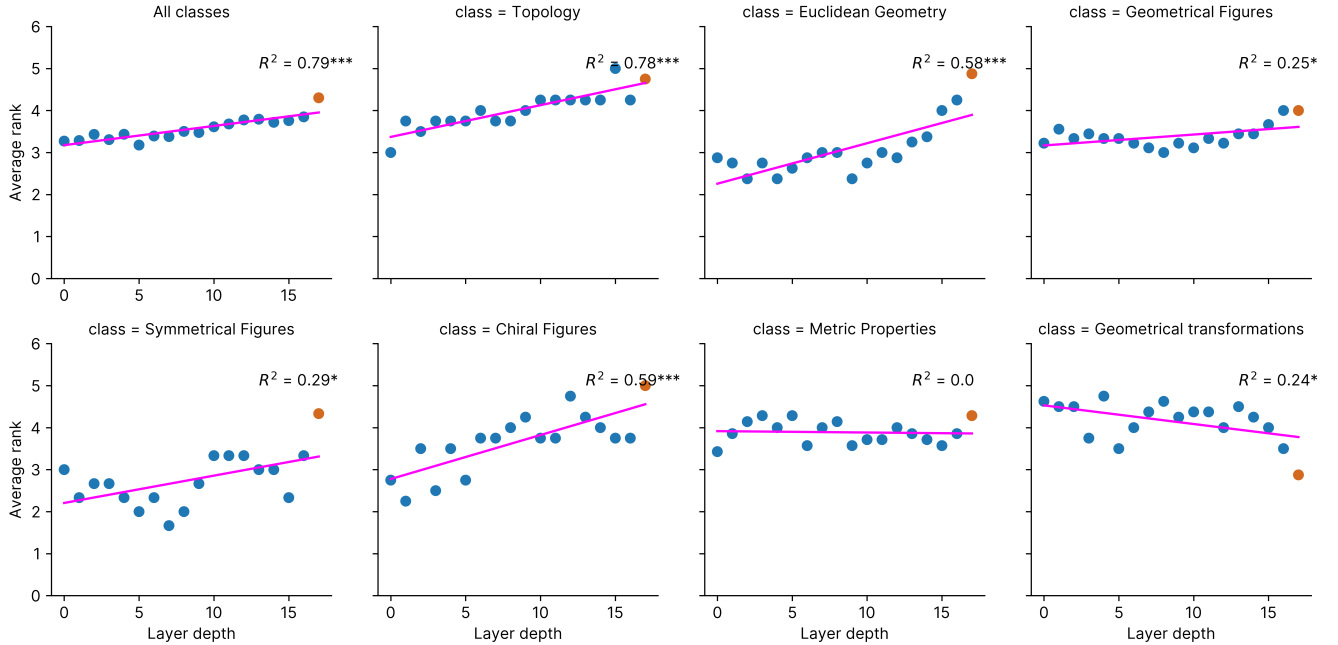 All classes
class = Topology
class = Euclidean Geometry
class = Geometrical Figures
Average rank
6
5
4
3
2
1
0
R² = 0.79***
R² = 0.78***
R² = 0.58***
R² = 0.25*
0 5 10 15
class = Symmetrical Figures
class = Chiral Figures
class = Metric Properties
class = Geometrical transformations
Average rank
6
5
4
3
2
1
0
R² = 0.29*
R² = 0.59***
R² = 0.0
R² = 0.24*
0 5 10 15
0 5 10 15
0 5 10 15
0 5 10 15
Layer depth
Layer depth
Layer depth
Layer depth